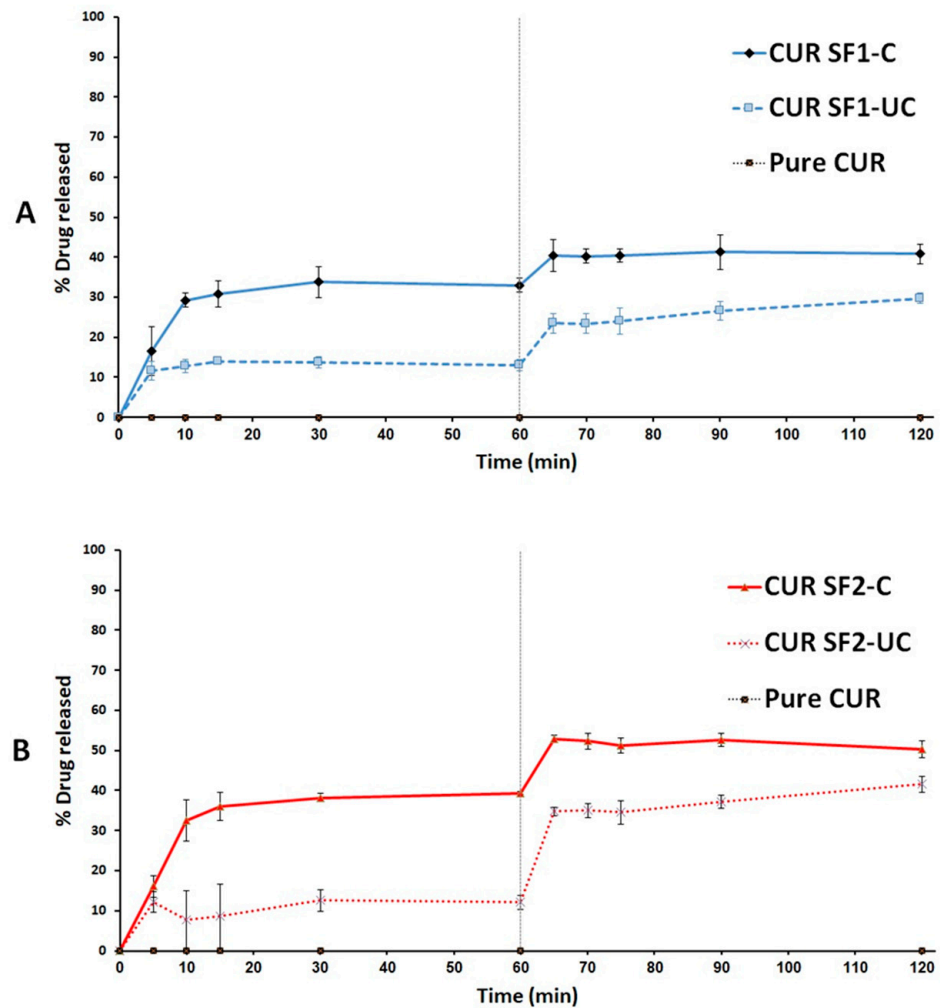 100
90
80
70
60
50
40
30
20
10
0
% Drug released
A
CUR SF1-C
CUR SF1-UC
Pure CUR
0 10 20 30 40 50 60 70 80 90 100 110 120
Time (min)
100
90
80
70
60
50
40
30
20
10
0
% Drug released
B
CUR SF2-C
CUR SF2-UC
Pure CUR
0 10 20 30 40 50 60 70 80 90 100 110 120
Time (min)